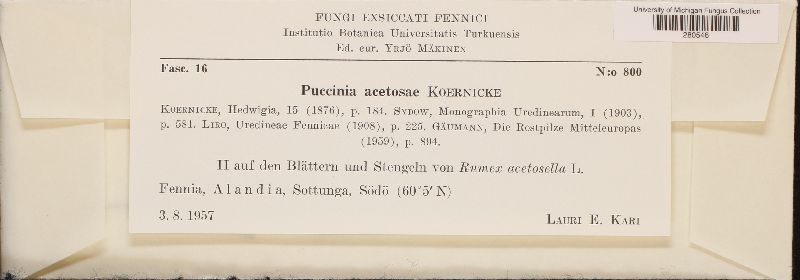 University of Michigan Fungus Collection
280546
FUNGI EXSICCATI FENNICI
Institutio Botanica Universitatis Turkuensis
Ed. cur. YRJÖ MÄKINEN
Fasc. 16 N:o 800
Puccinia acetosae KOERNICKE
KOERNICKE, Hedwigia, 15 (1876), p. 184. SYDOW, Monographia Uredinearum, I (1903),
p. 581. LIRO, Uredineae Fennicae (1908), p. 225. GÄUMANN, Die Rostpilze Mitteleuropas
(1959), p. 894.
II auf den Blättern und Stengeln von Rumex acetosella L.
Fennia, Alandia, Sottunga, Södö (60°5′ N)
3. 8. 1957 LAURI E. KARI